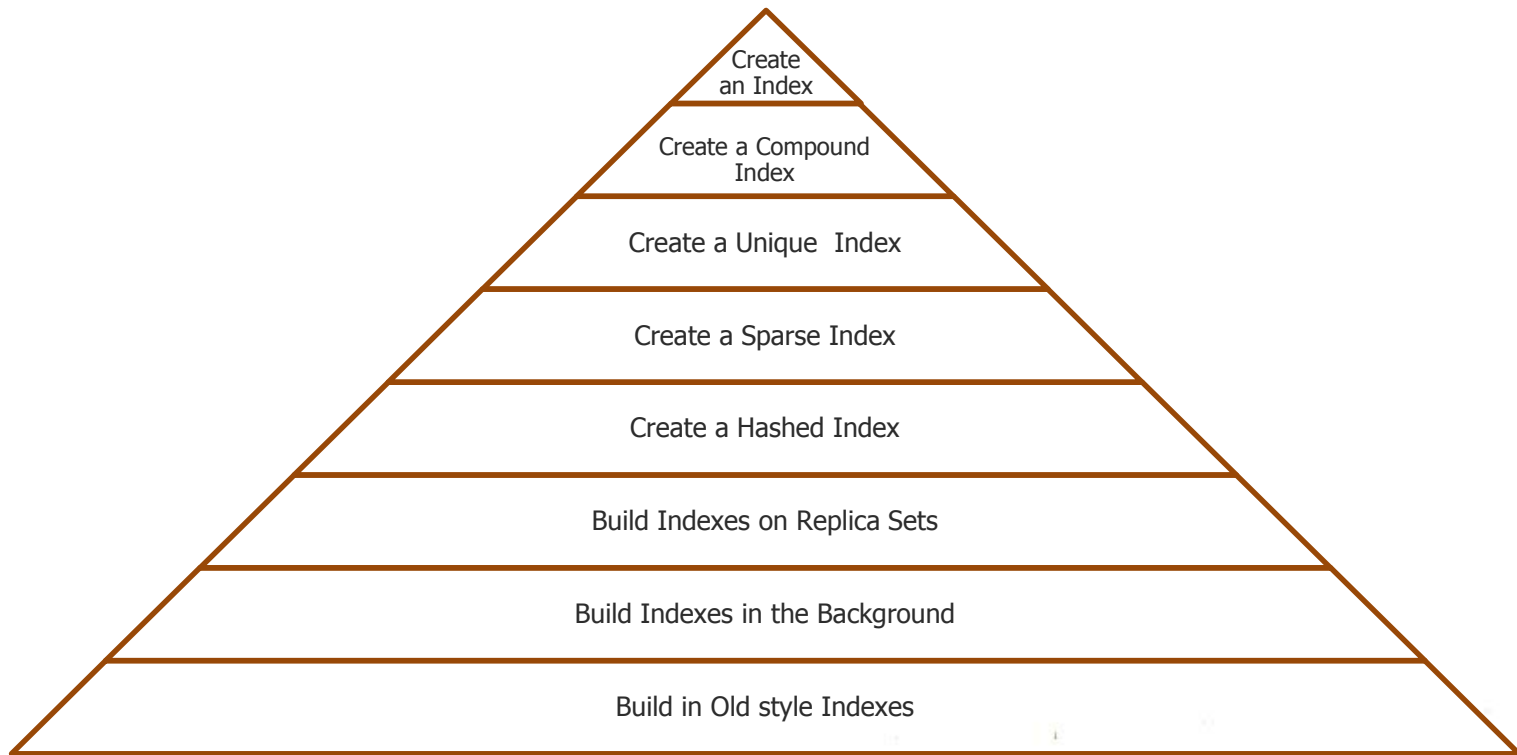 Create
an Index
Create a Compound
Index
Create a Unique  Index
Create a Sparse Index
Create a Hashed Index
Build Indexes on Replica Sets
Build Indexes in the Background
Build in Old style Indexes